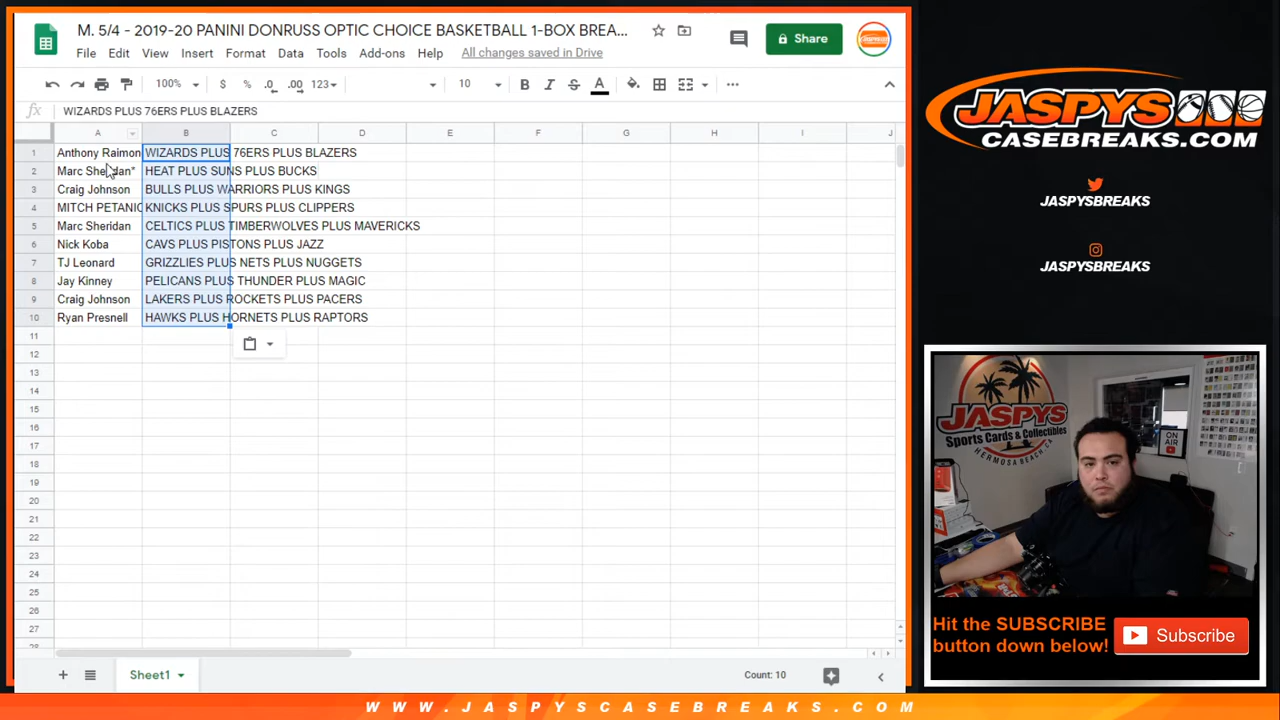 M. 5/4 - 2019-20 PANINI DONRUSS OPTIC CHOICE BASKETBALL 1-BOX BREA...
File Edit View Insert Format Data Tools Add-ons Help All changes saved in Drive
Share
100% $ % .0 .00 123 10 B I S A
fx WIZARDS PLUS 76ERS PLUS BLAZERS
A B C D E F G H I J
1 Anthony Raimon WIZARDS PLUS 76ERS PLUS BLAZERS
2 Marc Sheridan* HEAT PLUS SUNS PLUS BUCKS
3 Craig Johnson BULLS PLUS WARRIORS PLUS KINGS
4 MITCH PETANIC KNICKS PLUS SPURS PLUS CLIPPERS
5 Marc Sheridan CELTICS PLUS TIMBERWOLVES PLUS MAVERICKS
6 Nick Koba CAVS PLUS PISTONS PLUS JAZZ
7 TJ Leonard GRIZZLIES PLUS NETS PLUS NUGGETS
8 Jay Kinney PELICANS PLUS THUNDER PLUS MAGIC
9 Craig Johnson LAKERS PLUS ROCKETS PLUS PACERS
10 Ryan Presnell HAWKS PLUS HORNETS PLUS RAPTORS
11
12
13
14
15
16
17
18
19
20
21
22
23
24
25
26
27
28
Sheet1
Count: 10
JASPYS
CASEBREAKS.COM
JASPYSBREAKS
JASPYSBREAKS
JASPYS
Sports Cards & Collectibles
HERMOSA BEACH, CA
ON AIR
Hit the SUBSCRIBE
button down below!
Subscribe
WWW.JASPYSCASEBREAKS.COM